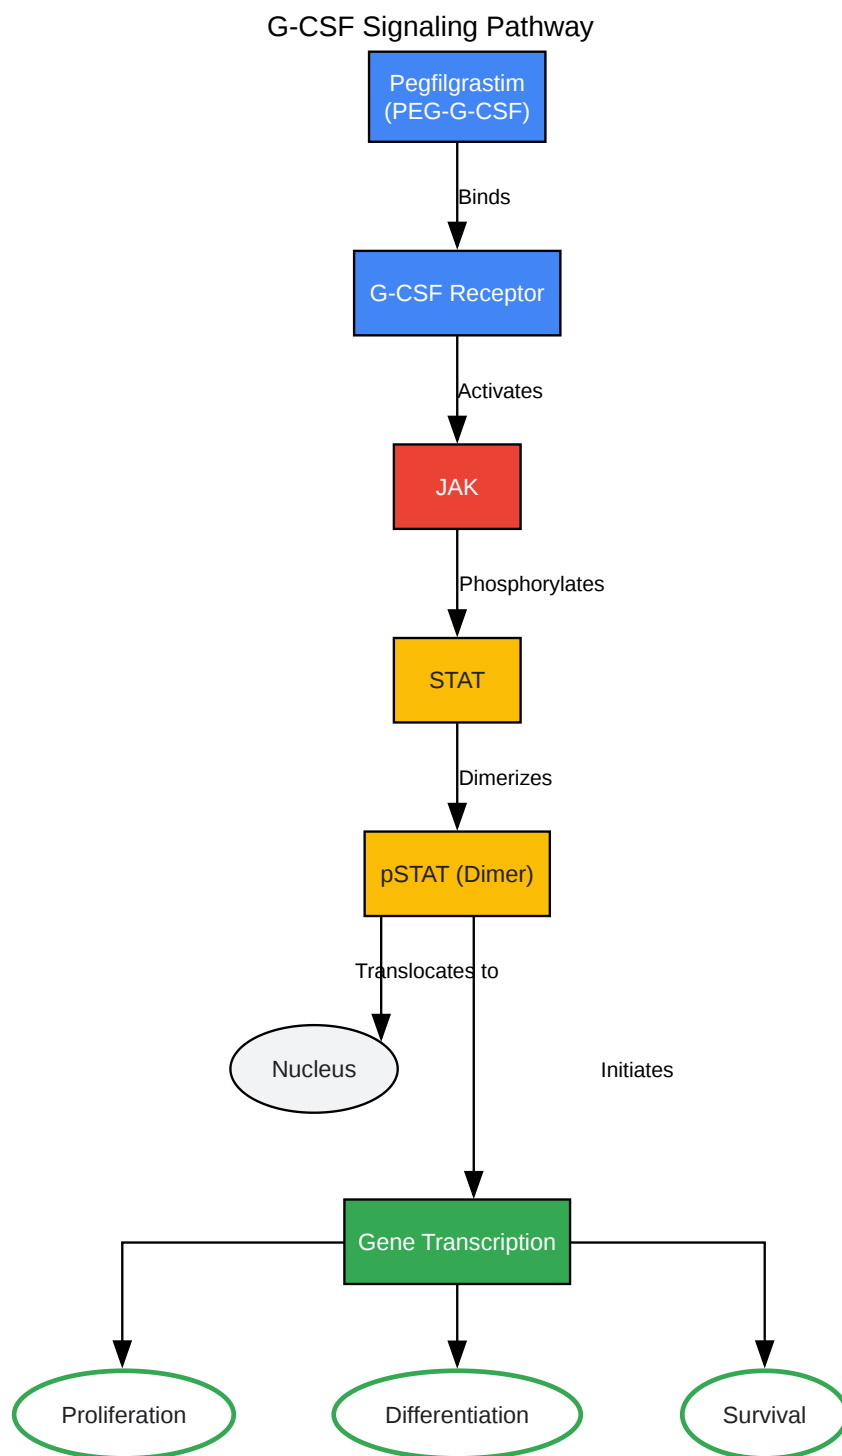 G-CSF Signaling Pathway
Pegfilgrastim
(PEG-G-CSF)
Binds
G-CSF Receptor
Activates
JAK
Phosphorylates
STAT
Dimerizes
pSTAT (Dimer)
Translocates to
Nucleus
Initiates
Gene Transcription
Proliferation
Differentiation
Survival